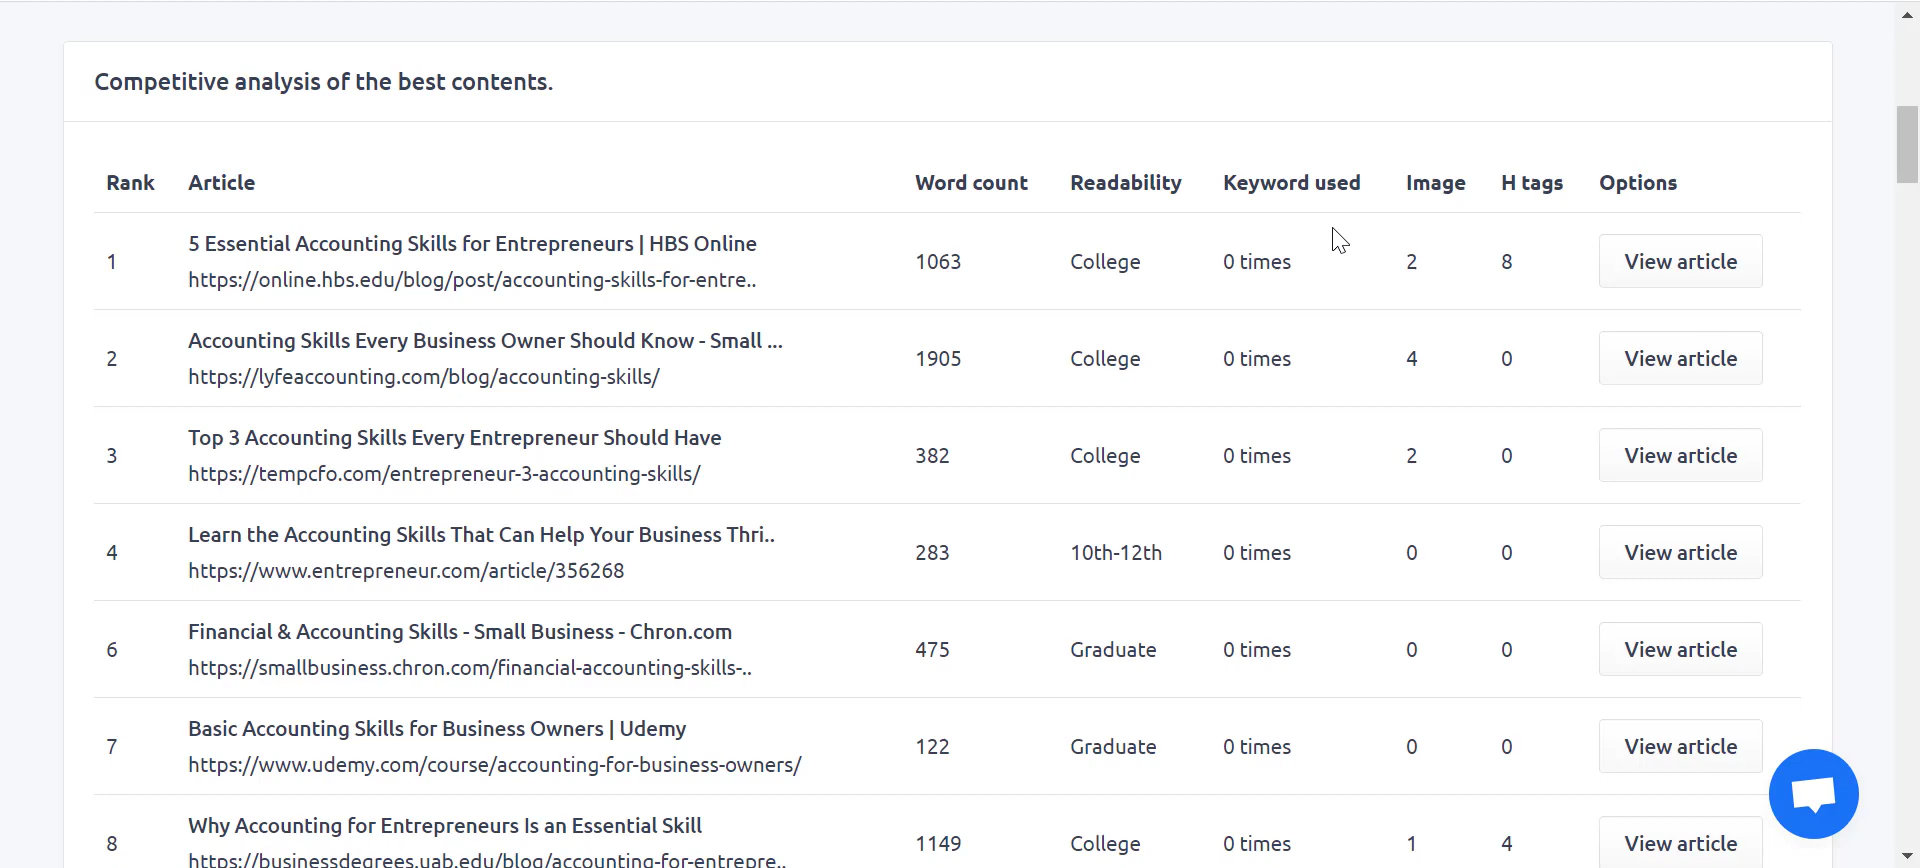 Competitive analysis of the best contents.
Rank Article Word count Readability Keyword used Image H tags Options
5 Essential Accounting Skills for Entrepreneurs | HBS Online
1 1063 College 0 times 2 8 View article
https://online.hbs.edu/blog/post/accounting-skills-for-entre..
Accounting Skills Every Business Owner Should Know - Small ...
2 1905 College 0 times 4 0 View article
https://lyfeaccounting.com/blog/accounting-skills/
Top 3 Accounting Skills Every Entrepreneur Should Have
3 382 College 0 times 2 0 View article
https://tempcfo.com/entrepreneur-3-accounting-skills/
Learn the Accounting Skills That Can Help Your Business Thri..
4 283 10th-12th 0 times 0 0 View article
https://www.entrepreneur.com/article/356268
Financial & Accounting Skills - Small Business - Chron.com
6 475 Graduate 0 times 0 0 View article
https://smallbusiness.chron.com/financial-accounting-skills-..
Basic Accounting Skills for Business Owners | Udemy
7 122 Graduate 0 times 0 0 View article
https://www.udemy.com/course/accounting-for-business-owners/
Why Accounting for Entrepreneurs Is an Essential Skill
8 1149 College 0 times 1 4 View article
https://businessdegrees.uab.edu/blog/accounting-for-entrepre..